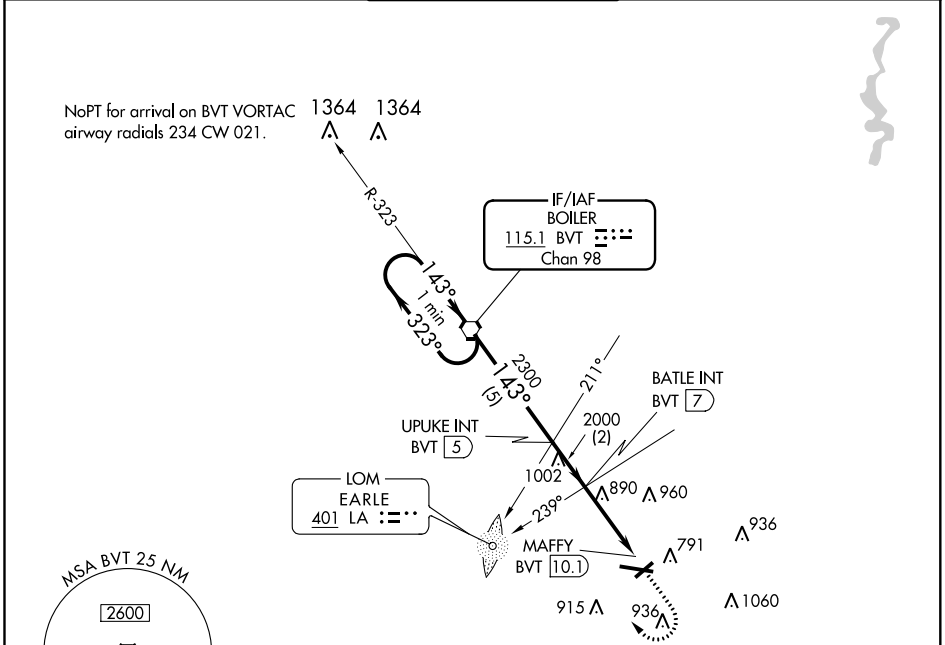 NoPT for arrival on BVT VORTAC
airway radials 234 CW 021.
1364
1364
R-323
IF/IAF
BOILER
115.1 BVT
Chan 98
143°
1 min
323°
2300
143°
(5)
211°
BATLE INT
BVT 7
UPUKE INT
BVT 5
2000
(2)
1002
LOM
EARLE
401 LA
239°
890
960
MAFFY
BVT 10.1
791
936
915
936
1060
MSA BVT 25 NM
2600